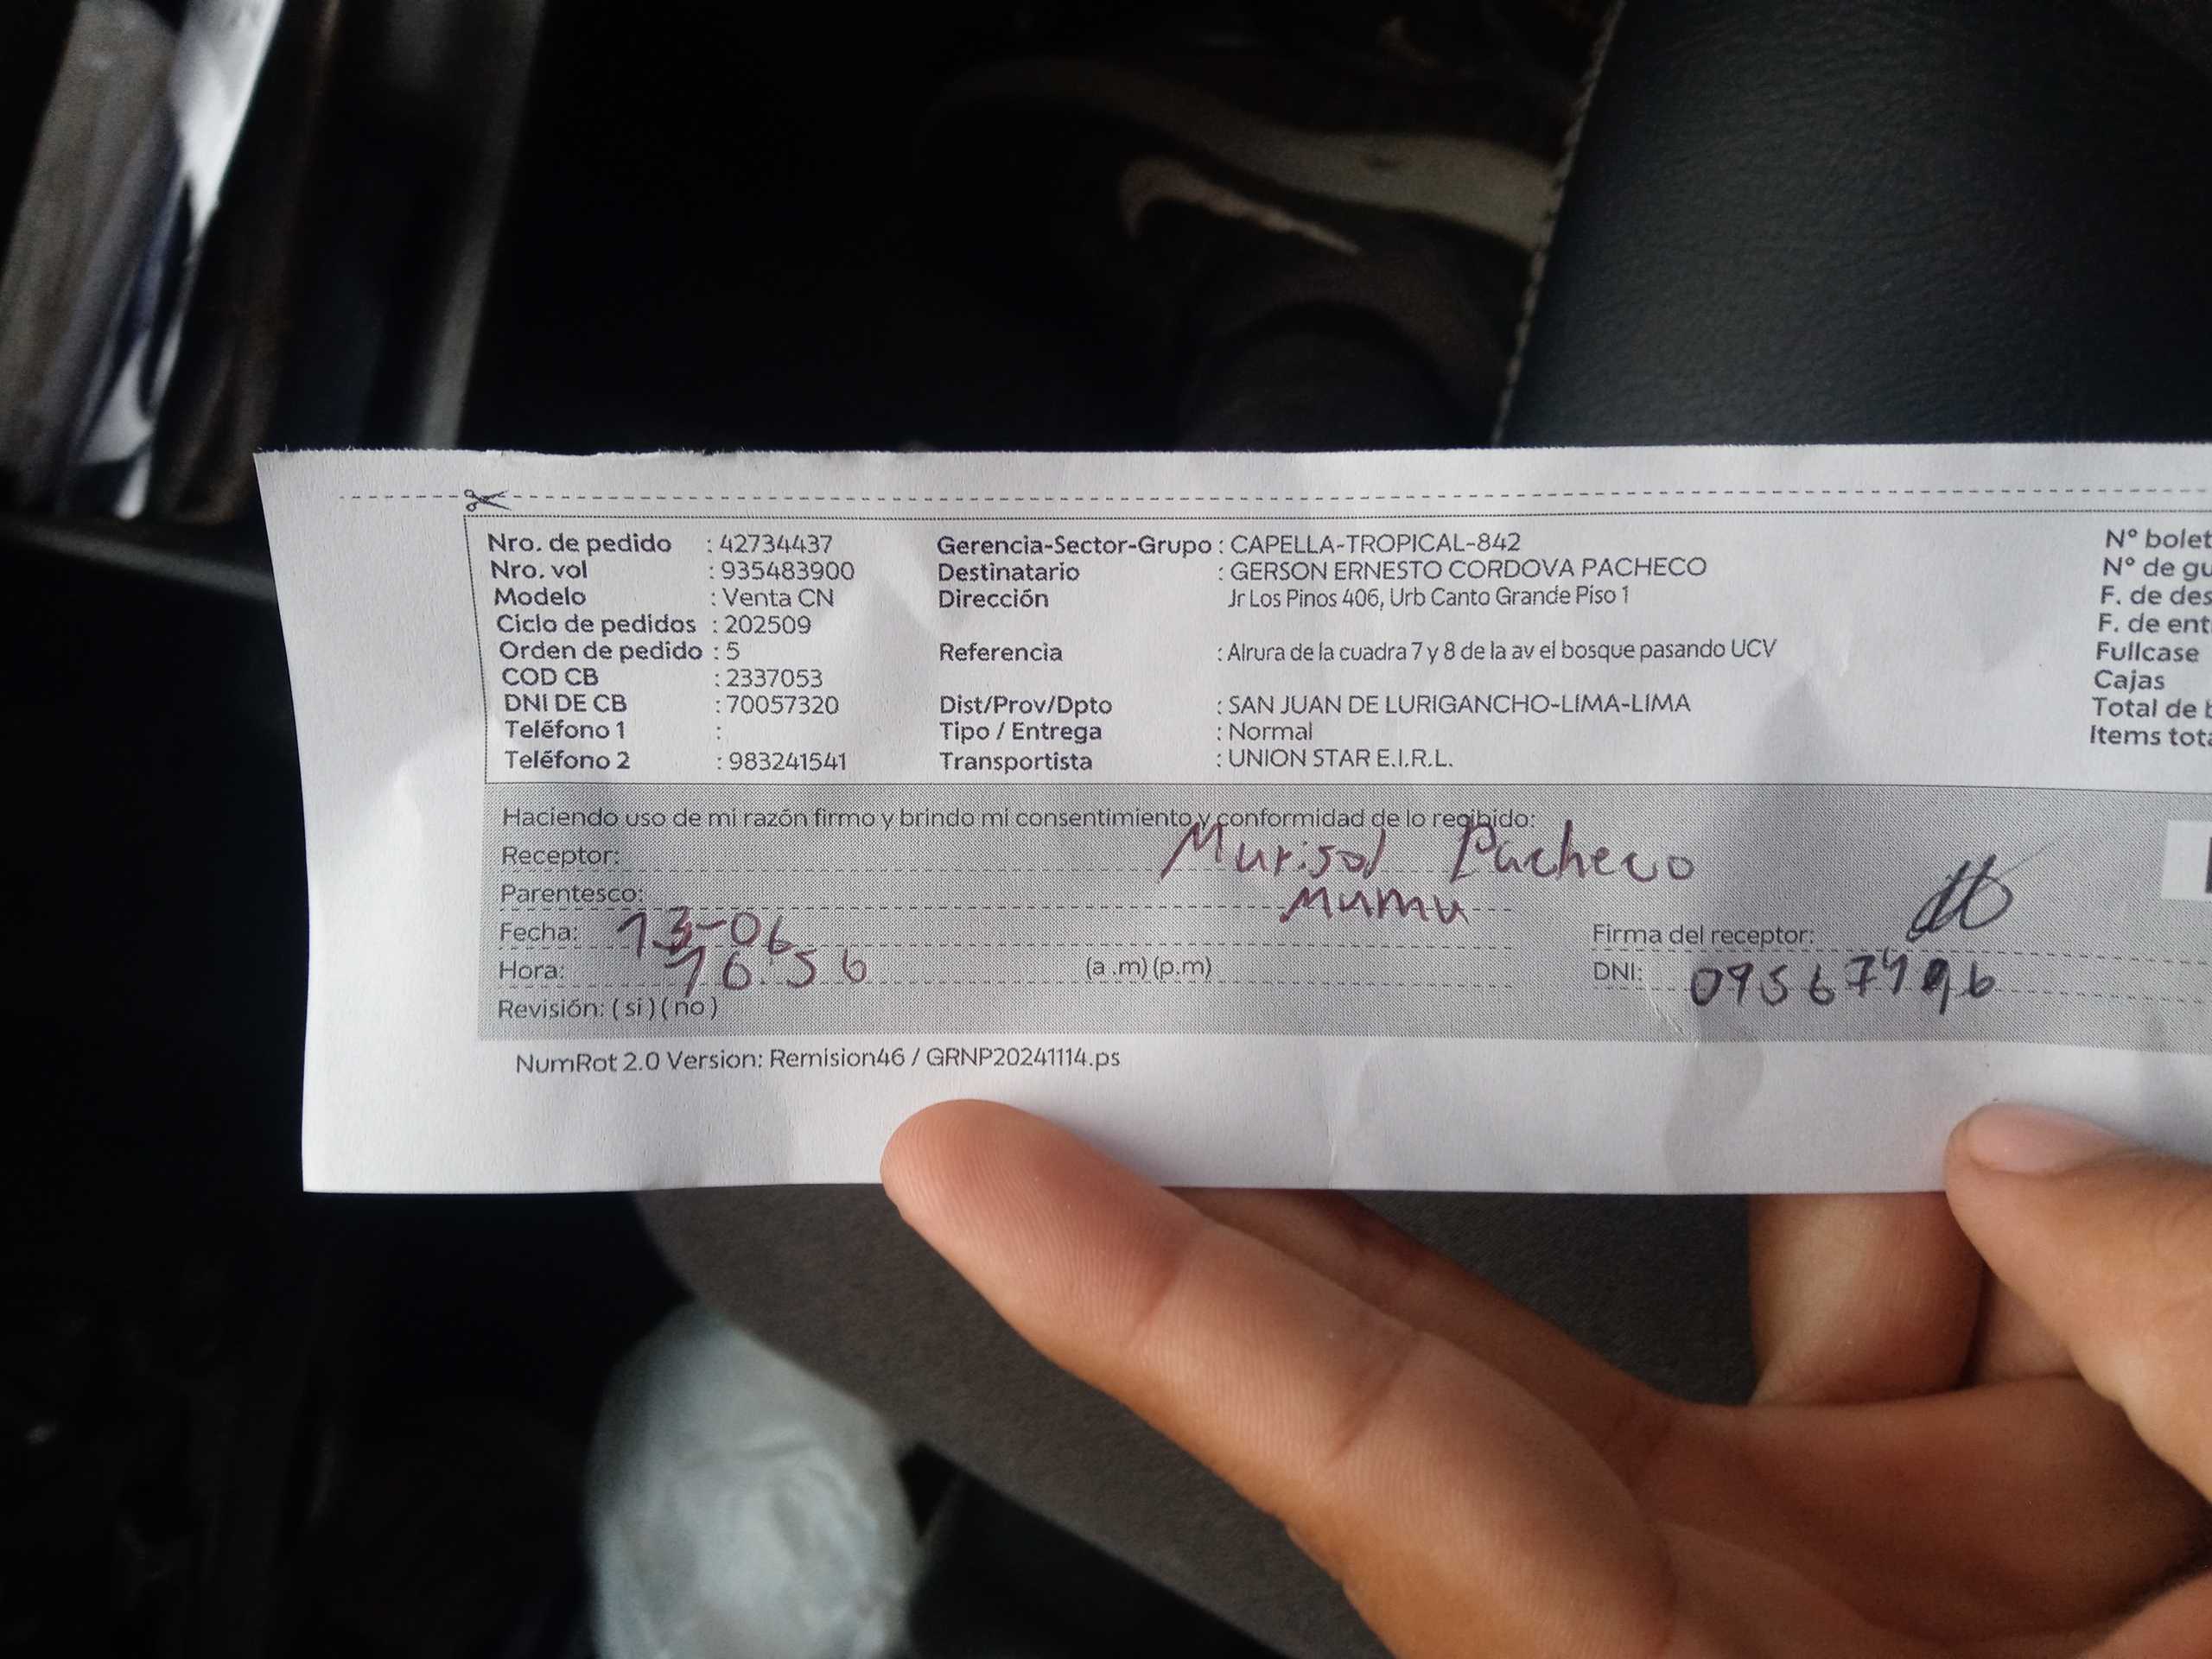 Nro. de pedido : 42734437 Gerencia-Sector-Grupo : CAPELLA-TROPICAL-842 N° bolet
Nro. vol : 935483900 Destinatario : GERSON ERNESTO CORDOVA PACHECO N° de gu
Modelo : Venta CN Dirección Jr Los Pinos 406, Urb Canto Grande Piso 1 F. de des
Ciclo de pedidos : 202509 F. de ent
Orden de pedido : 5 Referencia : Alrura de la cuadra 7 y 8 de la av el bosque pasando UCV Fullcase
COD CB : 2337053 Cajas
DNI DE CB : 70057320 Dist/Prov/Dpto : SAN JUAN DE LURIGANCHO-LIMA-LIMA Total de b
Teléfono 1 : Tipo / Entrega : Normal Items tota
Teléfono 2 : 983241541 Transportista : UNION STAR E.I.R.L.
Haciendo uso de mi razón firmo y brindo mi consentimiento y conformidad de lo recibido:
Receptor: Marisol Pacheco
Parentesco: mama
Fecha: 13-06 Firma del receptor:
Hora: 16:56 (a .m) (p.m) DNI:
Revisión: ( si ) ( no )
NumRot 2.0 Version: Remision46 / GRNP20241114.ps